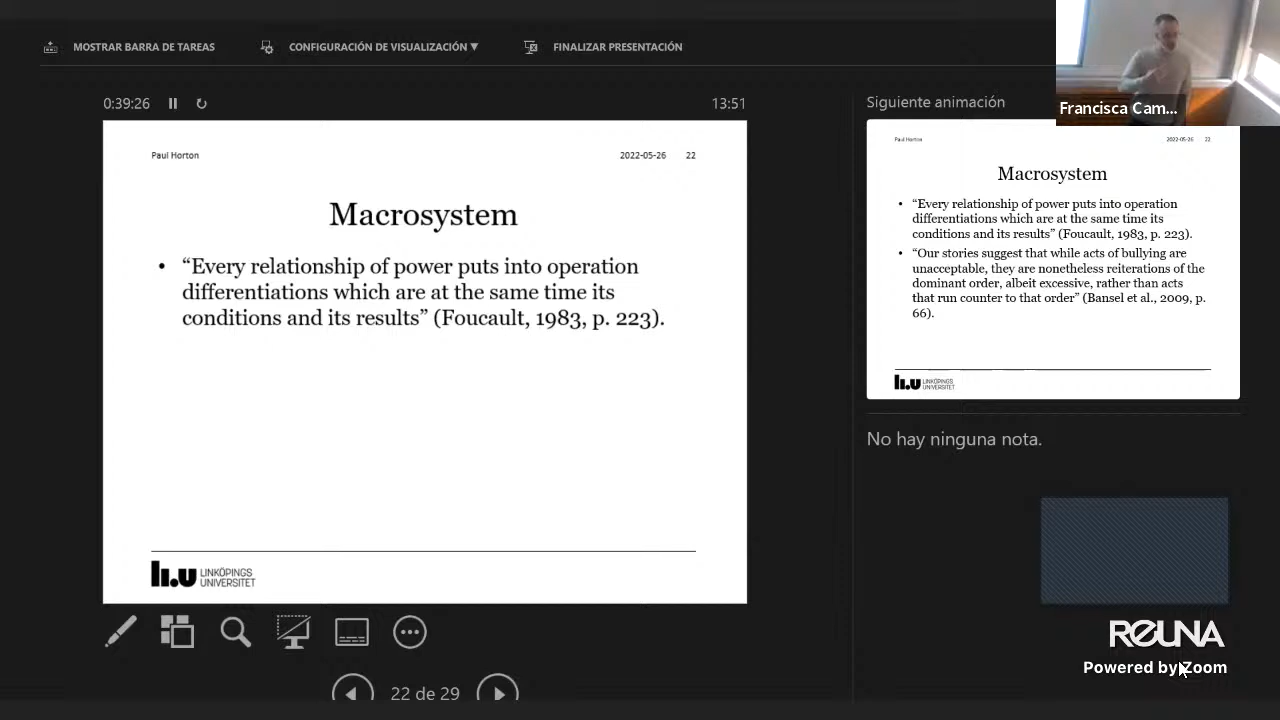 MOSTRAR BARRA DE TAREAS
CONFIGURACIÓN DE VISUALIZACIÓN ▼
FINALIZAR PRESENTACIÓN
Francisca Cam...
0:39:26
13:51
Paul Horton
2022-05-26 22
Macrosystem
• “Every relationship of power puts into operation
differentiations which are at the same time its
conditions and its results” (Foucault, 1983, p. 223).
LINKÖPINGS
UNIVERSITET
22 de 29
Siguiente animación
Paul Horton
2022-05-26 22
Macrosystem
• “Every relationship of power puts into operation
differentiations which are at the same time its
conditions and its results” (Foucault, 1983, p. 223).
• “Our stories suggest that while acts of bullying are
unacceptable, they are nonetheless reiterations of the
dominant order, albeit excessive, rather than acts
that run counter to that order” (Bansel et al., 2009, p.
66).
LINKÖPINGS
UNIVERSITET
No hay ninguna nota.
REUNA
Powered by Zoom